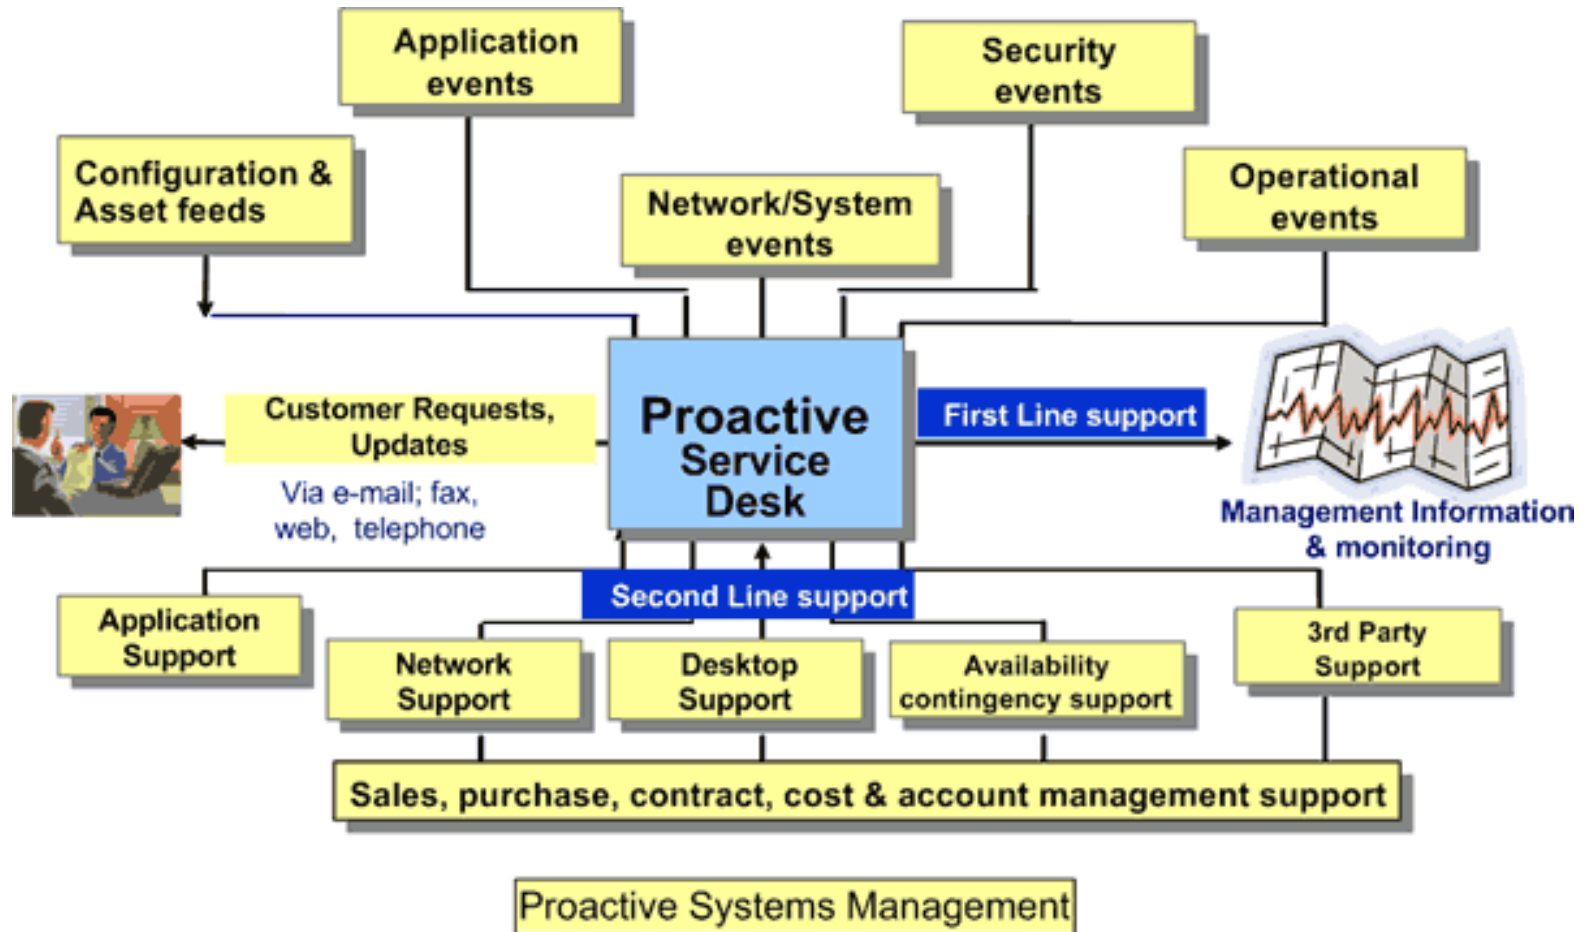 Application
events
Security
events
Configuration &
Asset feeds
Network/System
events
Operational
events
Customer Requests,
Updates
Via e-mail; fax,
web, telephone
Proactive
Service
Desk
First Line support
Management Information
& monitoring
Second Line support
Application
Support
Network
Support
Desktop
Support
Availability
contingency support
3rd Party
Support
Sales, purchase, contract, cost & account management support
Proactive Systems Management